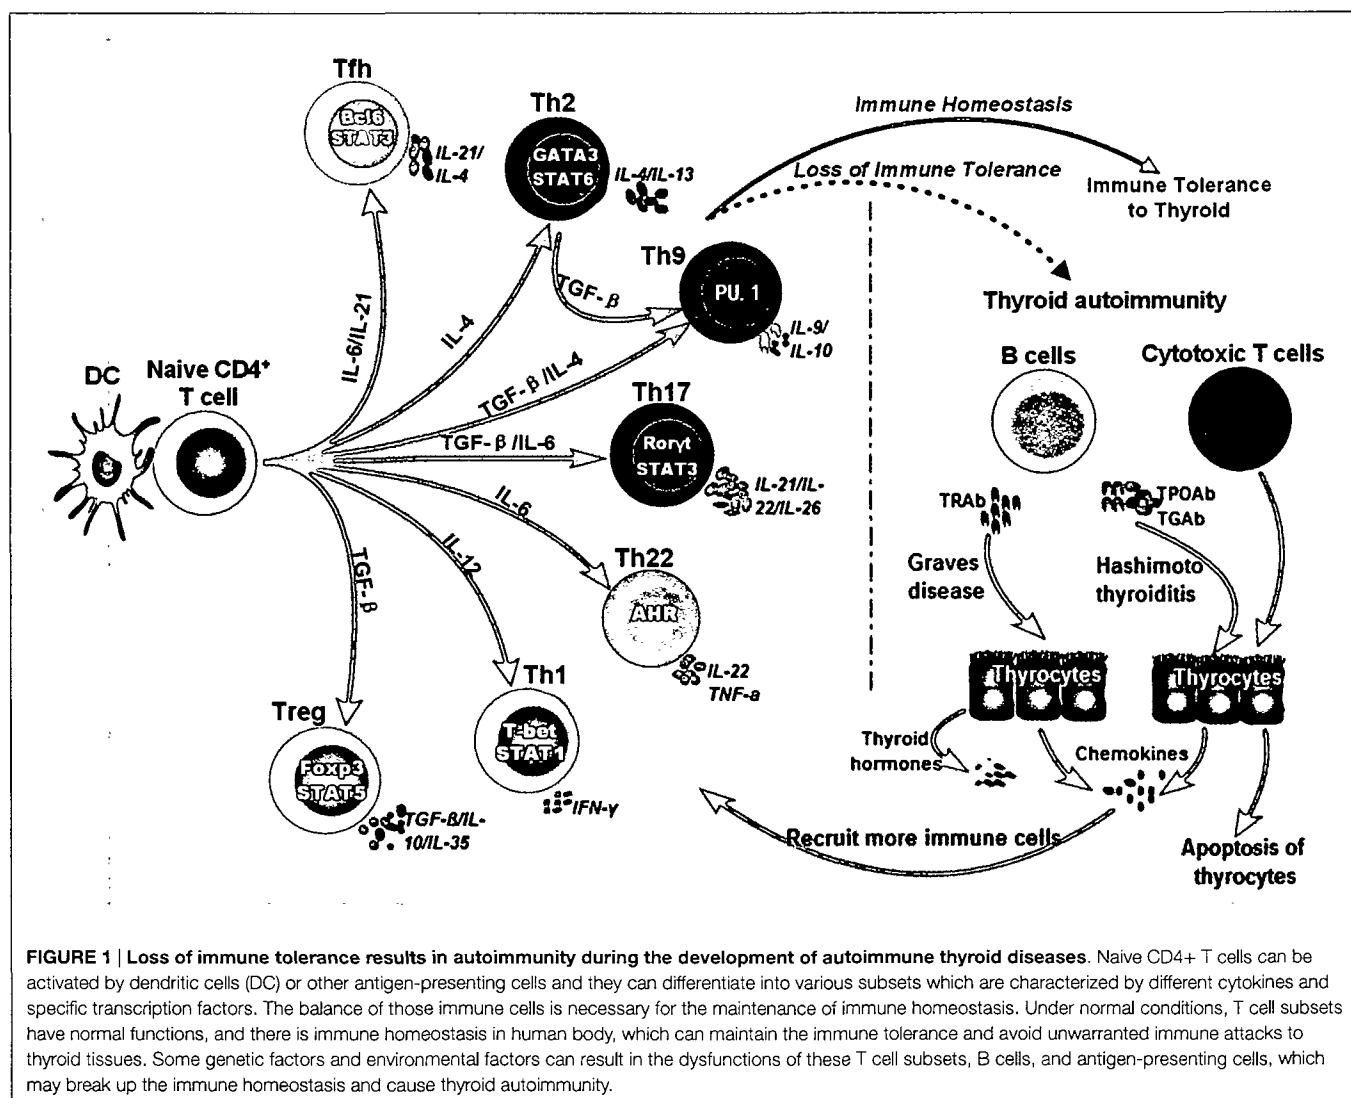 Tfh
Bcl6
STAT3
IL-21/
IL-4
Th2
GATA3
STAT6
IL-4/IL-13
Immune Homeostasis
Loss of Immune Tolerance
Immune Tolerance
to Thyroid
Th9
PU. 1
IL-9/
IL-10
TGF-β
Thyroid autoimmunity
IL-6/IL-21
IL-4
TGF-β/IL-4
DC
Naive CD4+
T cell
B cells
Cytotoxic T cells
Th17
Rorγt
STAT3
TGF-β/IL-6
IL-21/IL-
22/IL-26
TRAb
TPOAb
TGAb
IL-6
IL-12
TGF-β
Th22
AHR
IL-22
TNF-a
Graves
disease
Hashimoto
thyroiditis
Th1
T-bet
STAT1
IFN-γ
Treg
Foxp3
STAT5
TGF-ß/IL-
10/IL-35
Thyrocytes
Thyrocytes
Thyroid
hormones
Chemokines
Recruit more immune cells
Apoptosis of
thyrocytes
FIGURE 1 | Loss of immune tolerance results in autoimmunity during the development of autoimmune thyroid diseases. Naive CD4+ T cells can be
activated by dendritic cells (DC) or other antigen-presenting cells and they can differentiate into various subsets which are characterized by different cytokines and
specific transcription factors. The balance of those immune cells is necessary for the maintenance of immune homeostasis. Under normal conditions, T cell subsets
have normal functions, and there is immune homeostasis in human body, which can maintain the immune tolerance and avoid unwarranted immune attacks to
thyroid tissues. Some genetic factors and environmental factors can result in the dysfunctions of these T cell subsets, B cells, and antigen-presenting cells, which
may break up the immune homeostasis and cause thyroid autoimmunity.